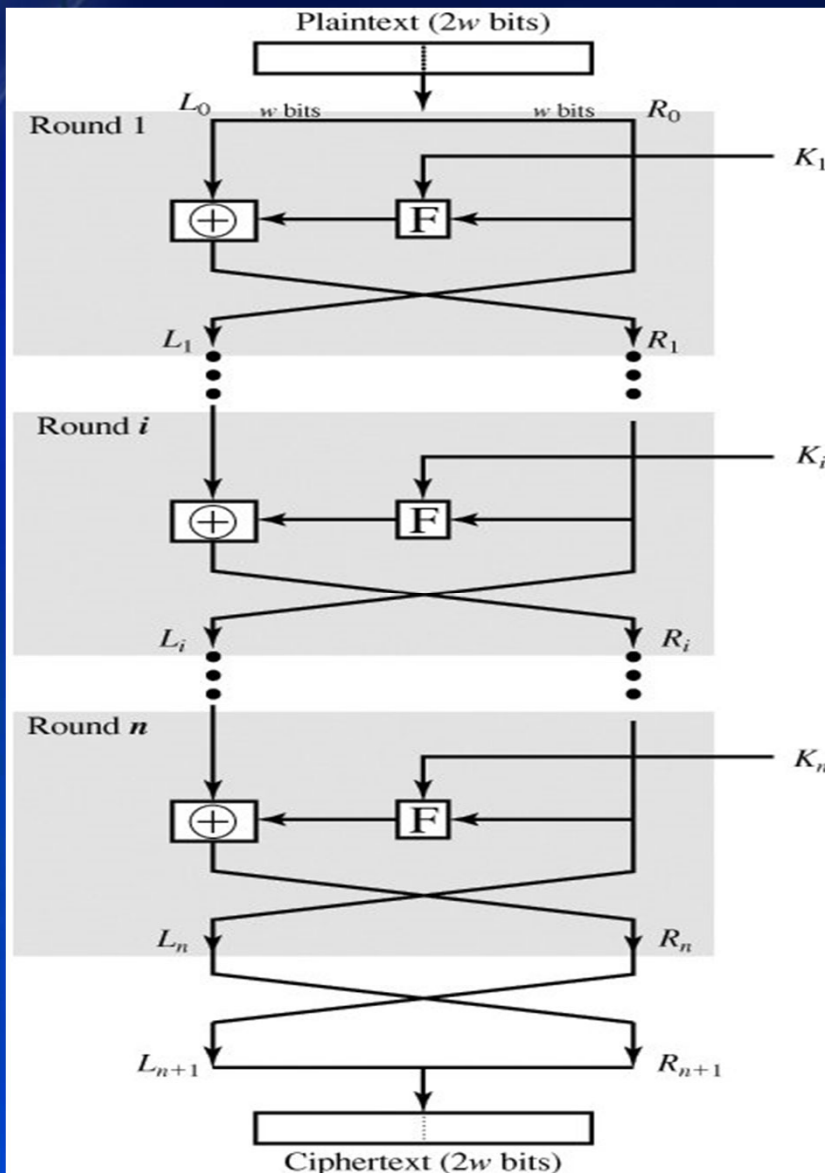 Plaintext (2w bits)
L₀ w bits w bits R₀
Round 1
K₁
⊕ F
L₁ R₁
Round i
Kᵢ
⊕ F
Lᵢ Rᵢ
Round n
Kₙ
⊕ F
Lₙ Rₙ
Lₙ₊₁ Rₙ₊₁
Ciphertext (2w bits)